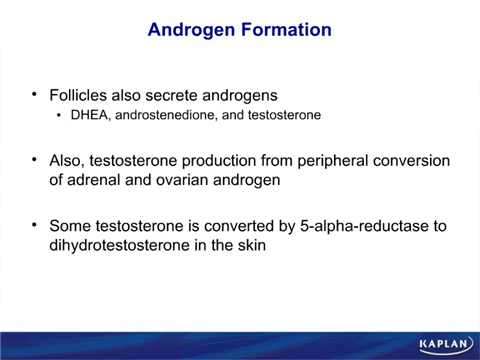 Androgen Formation
• Follicles also secrete androgens
• DHEA, androstenedione, and testosterone
• Also, testosterone production from peripheral conversion
of adrenal and ovarian androgen
• Some testosterone is converted by 5-alpha-reductase to
dihydrotestosterone in the skin
KAPLAN